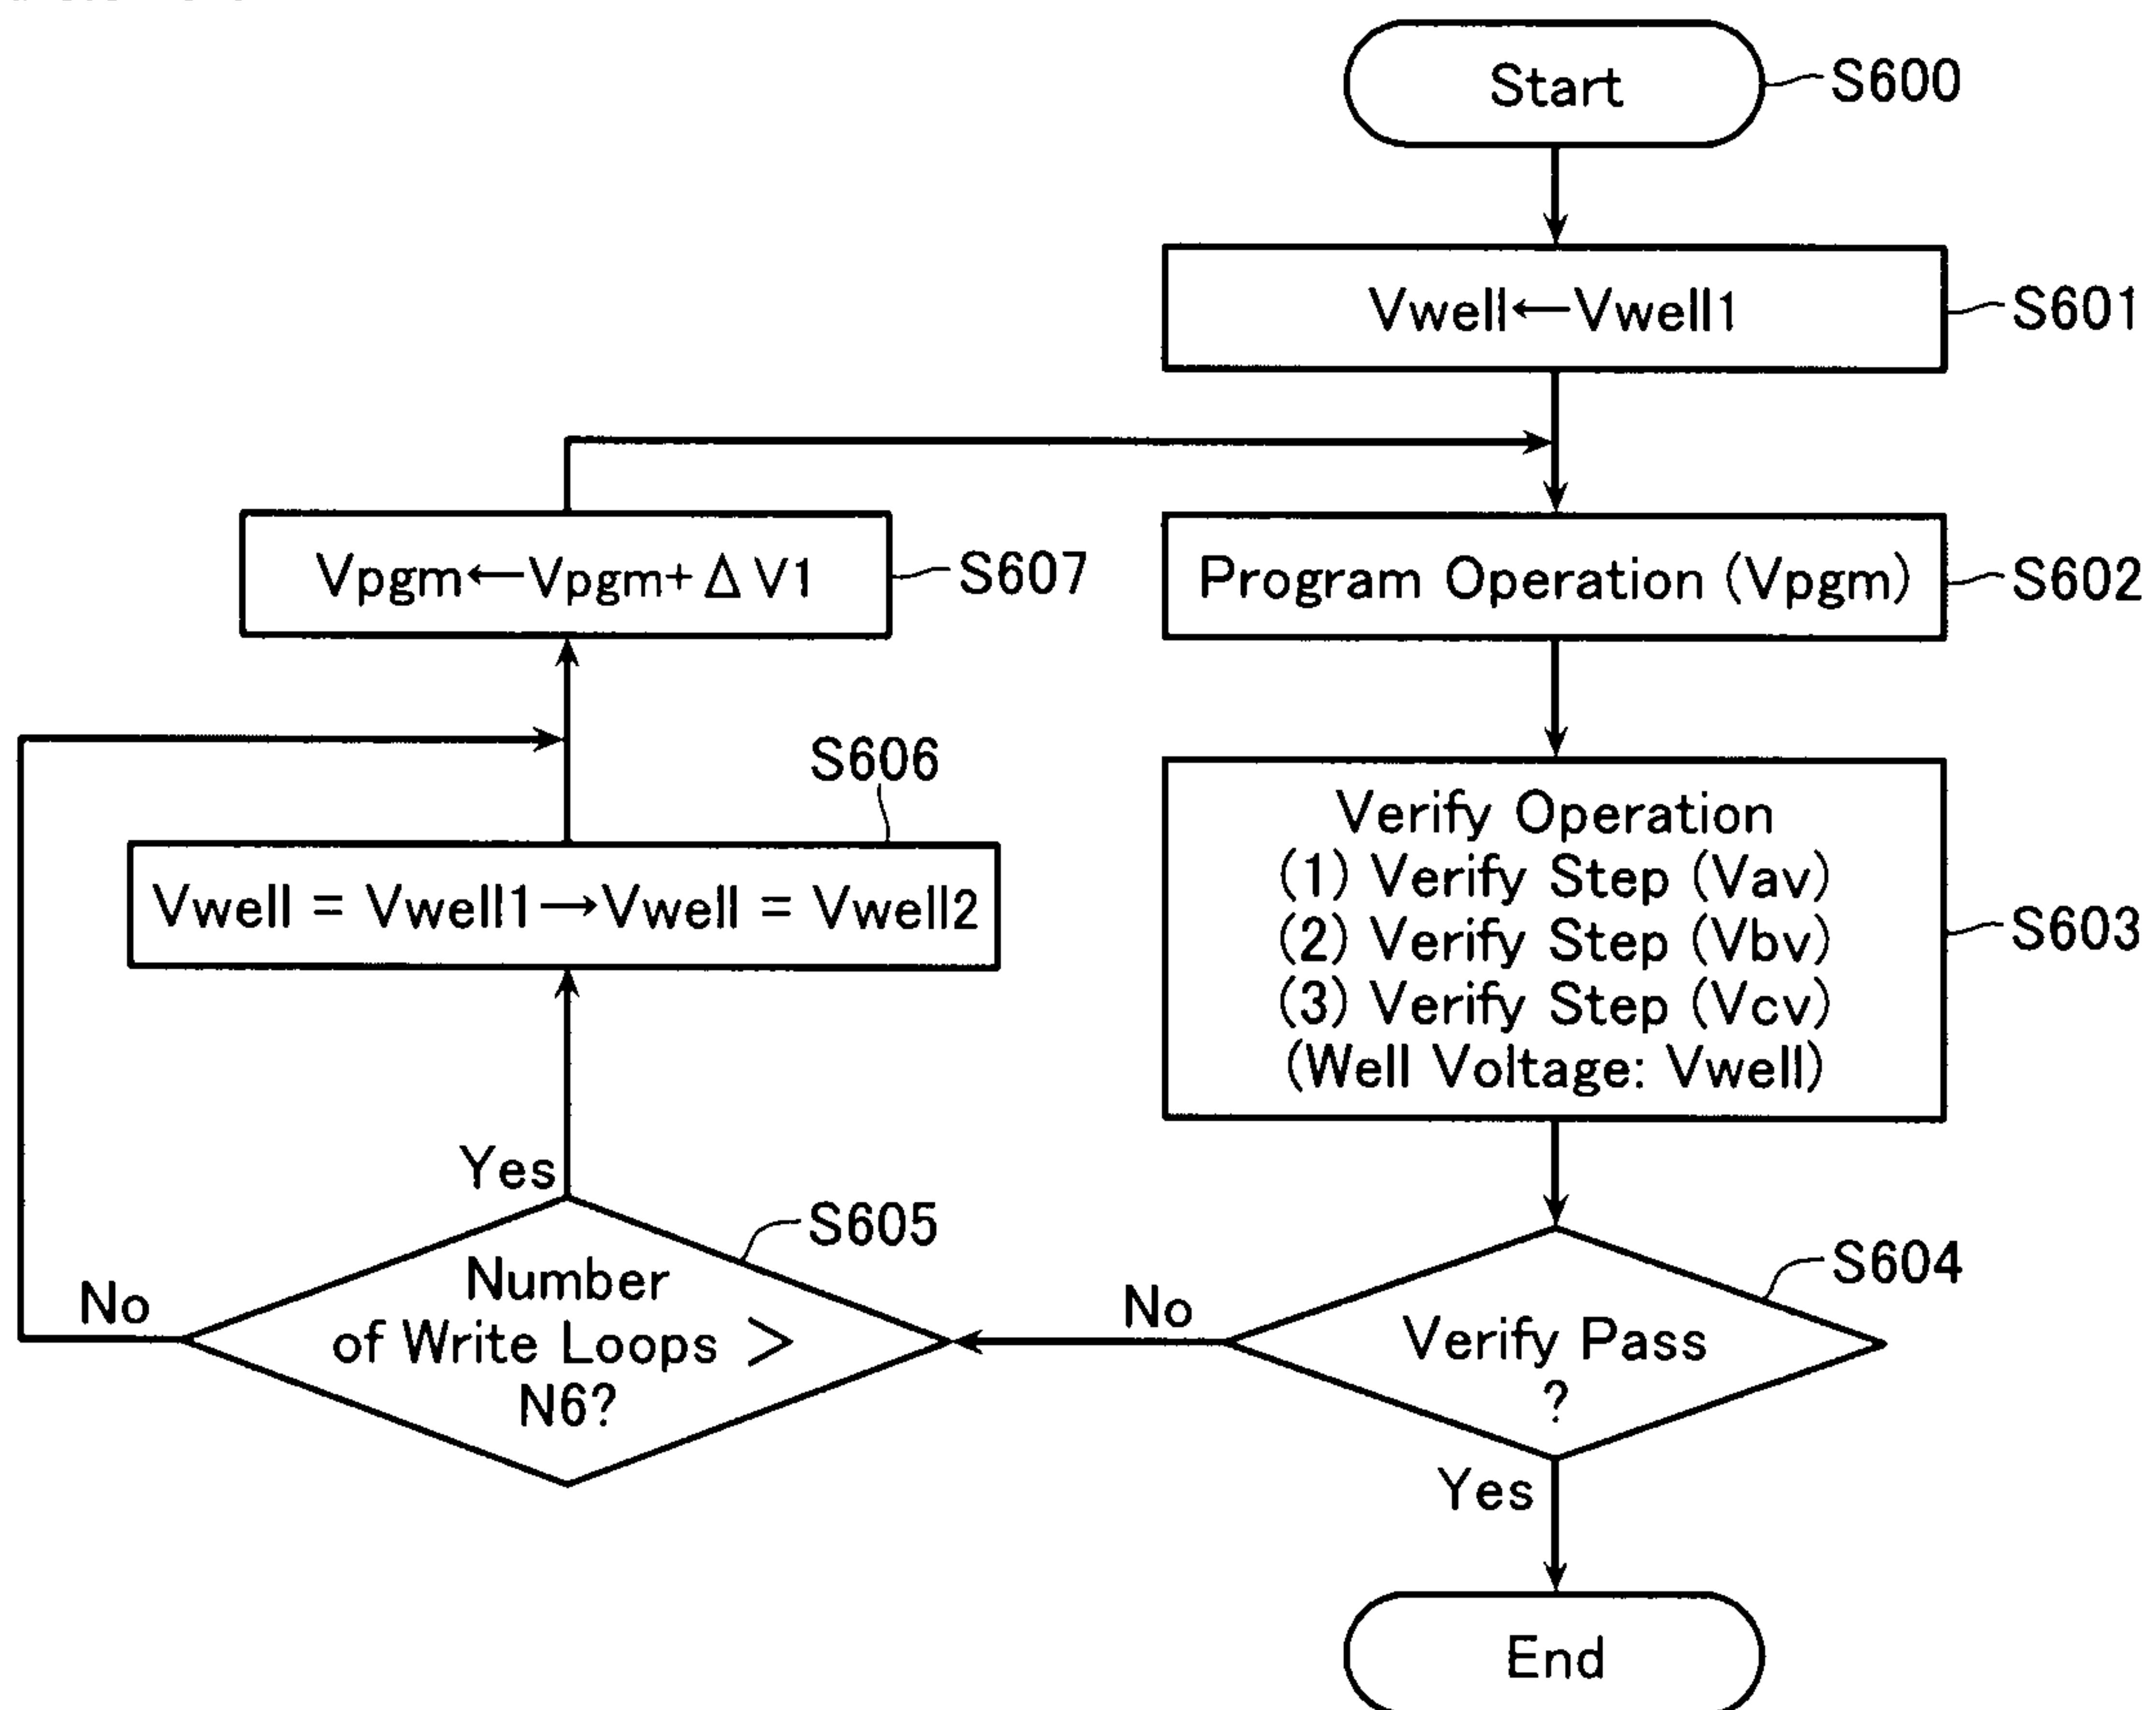 Start
S600
Vwell←Vwell1
S601
Vpgm←Vpgm+ΔV1
S607
Program Operation (Vpgm)
S602
S606
Vwell = Vwell1→Vwell = Vwell2
Verify Operation
(1) Verify Step (Vav)
(2) Verify Step (Vbv)
(3) Verify Step (Vcv)
(Well Voltage: Vwell)
S603
Yes
S605
Number
of Write Loops >
N6?
No
No
S604
Verify Pass
?
Yes
End